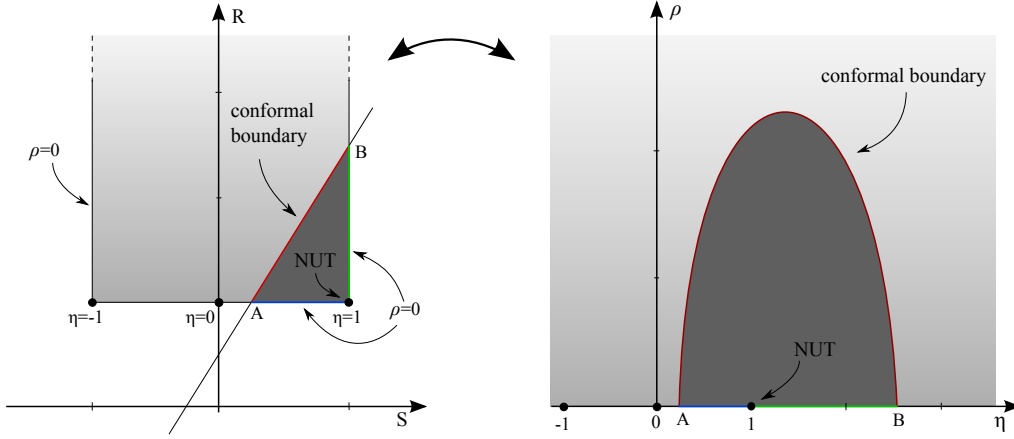 R
conformal
boundary
B
ρ=0
NUT
A
η=-1
η=0
η=1
ρ=0
S
ρ
conformal boundary
NUT
-1
0
A
1
B
η